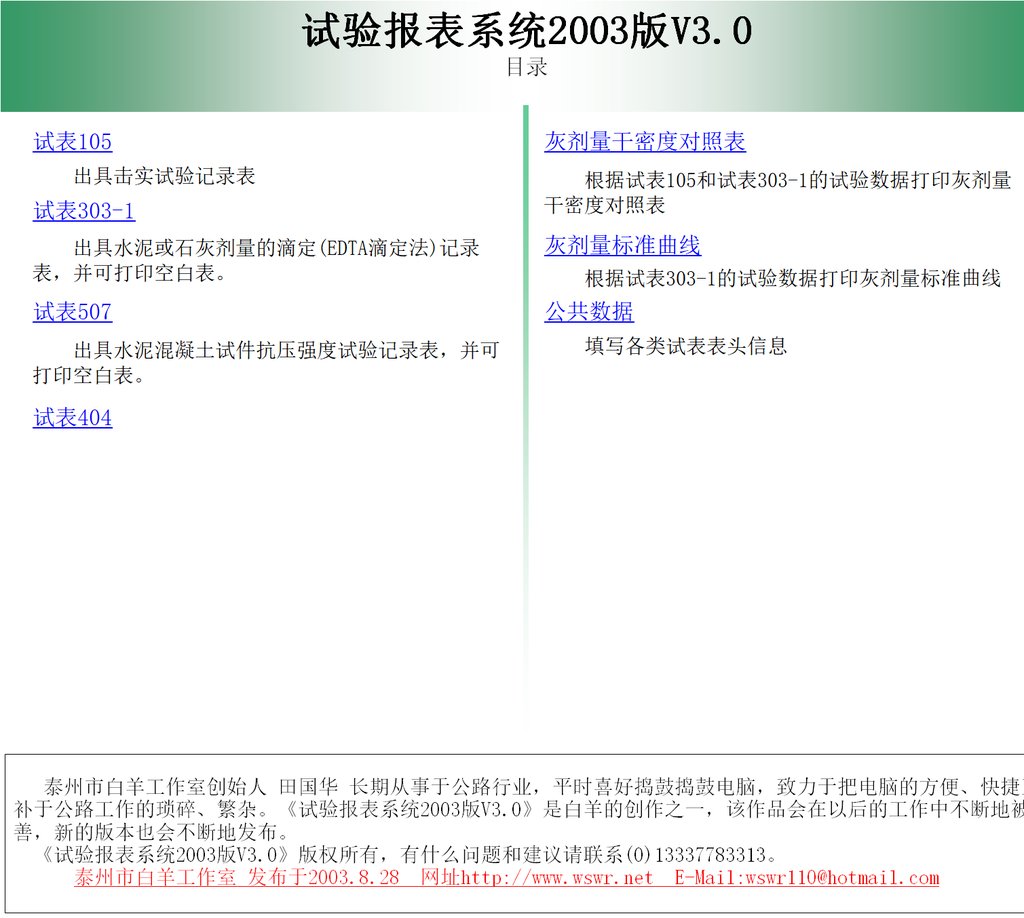 试验报表系统2003版V3.0
目录
试表105
出具击实试验记录表
试表303-1
出具水泥或石灰剂量的滴定(EDTA滴定法)记录
表，并可打印空白表。
试表507
出具水泥混凝土试件抗压强度试验记录表，并可
打印空白表。
试表404
灰剂量干密度对照表
根据试表105和试表303-1的试验数据打印灰剂量
干密度对照表
灰剂量标准曲线
根据试表303-1的试验数据打印灰剂量标准曲线
公共数据
填写各类试表表头信息
泰州市白羊工作室创始人 田国华 长期从事于公路行业，平时喜好捣鼓捣鼓电脑，致力于把电脑的方便、快捷
补于公路工作的琐碎、繁杂。《试验报表系统2003版V3.0》是白羊的创作之一，该作品会在以后的工作中不断地
善，新的版本也会不断地发布。
《试验报表系统2003版V3.0》版权所有，有什么问题和建议请联系(0)13337783313。
泰州市白羊工作室 发布于2003.8.28 网址http://www.wswr.net E-Mail:wswr110@hotmail.com